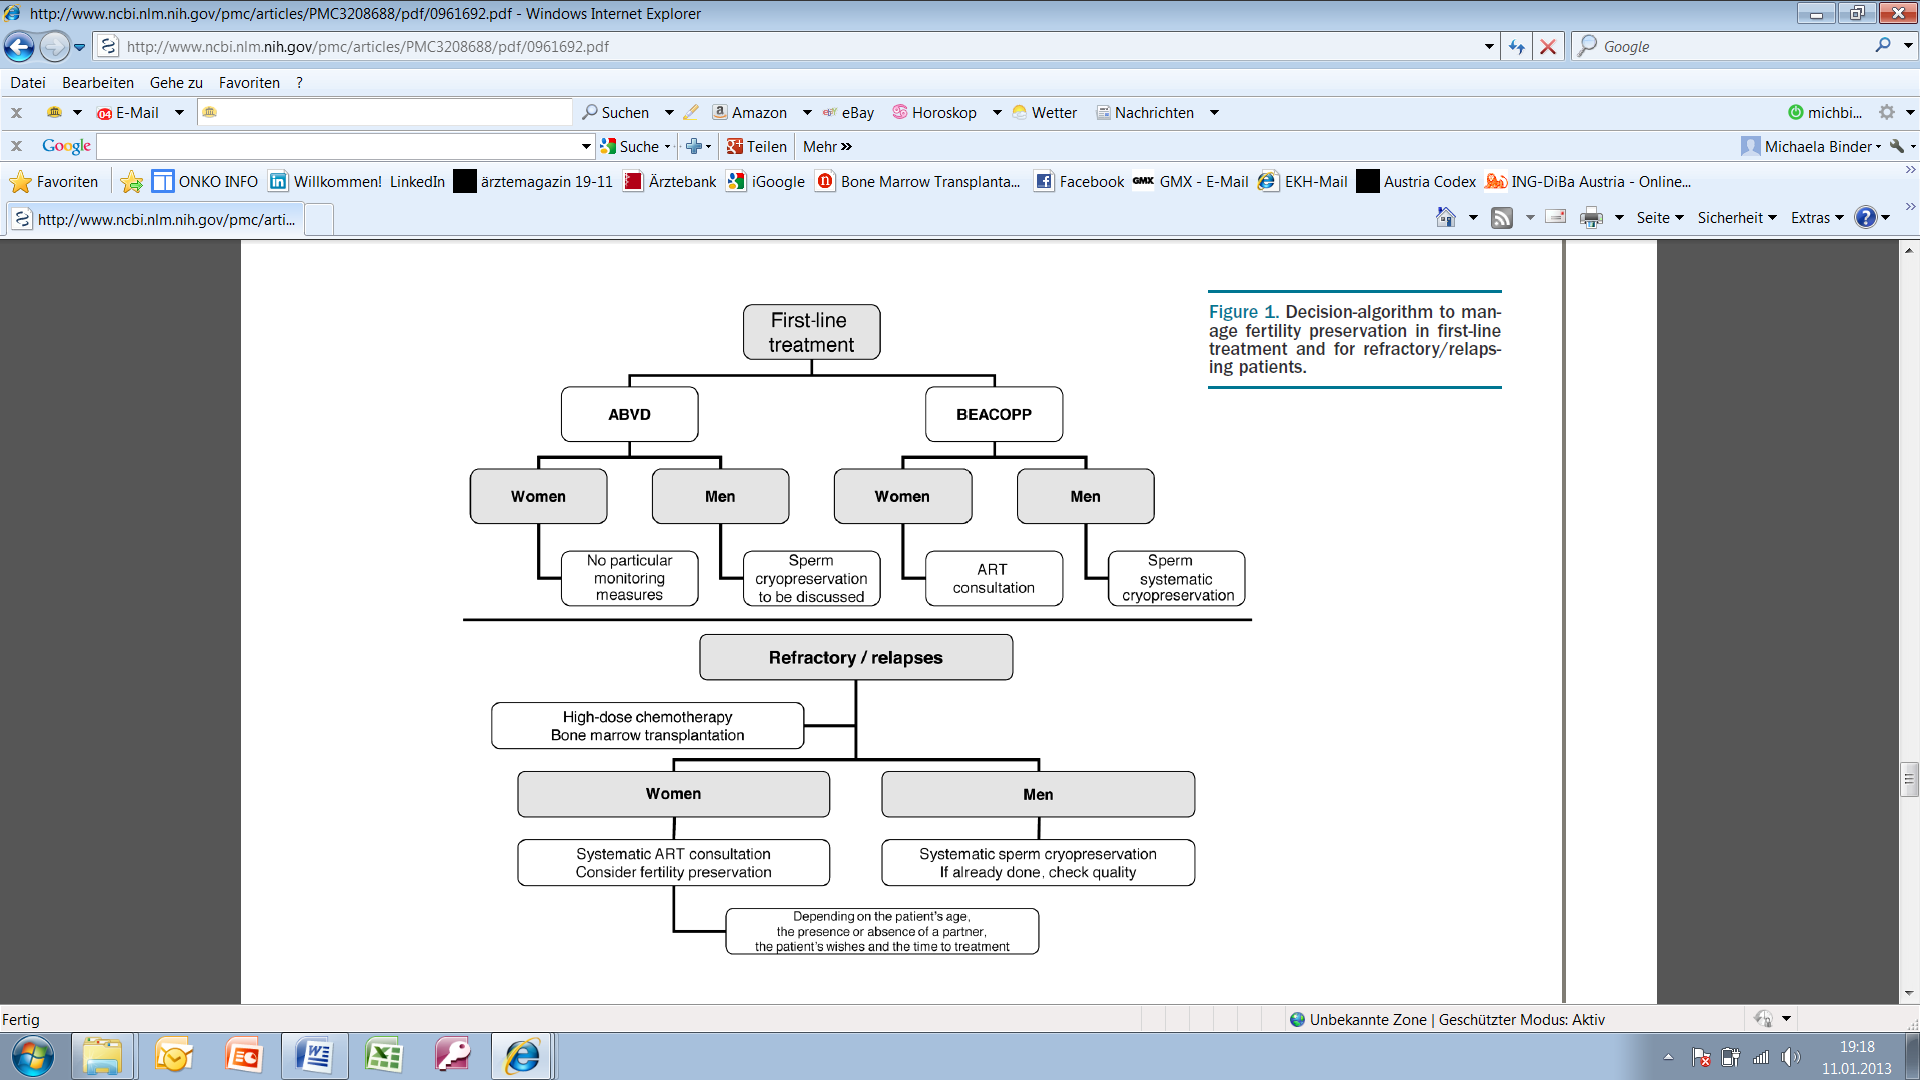 http://www.ncbi.nlm.nih.gov/pmc/articles/PMC3208688/pdf/0961692.pdf - Windows Internet Explorer
http://www.ncbi.nlm.nih.gov/pmc/articles/PMC3208688/pdf/0961692.pdf
Google
Datei Bearbeiten Gehe zu Favoriten ?
x 04 E-Mail Suchen a Amazon eBay Horoskop Wetter Nachrichten michbi...
x Google Suche Teilen Mehr » Michaela Binder
Favoriten ONKO INFO in Willkommen! LinkedIn ärztemagazin 19-11 Ärztebank iGoogle Bone Marrow Transplanta... Facebook GMX GMX - E-Mail EKH-Mail Austria Codex ING-DiBa Austria - Online... »
http://www.ncbi.nlm.nih.gov/pmc/arti... Seite Sicherheit Extras ? »
First-line
treatment
Figure 1. Decision-algorithm to man-
age fertility preservation in first-line
treatment and for refractory/relaps-
ing patients.
ABVD
BEACOPP
Women
Men
Women
Men
No particular
monitoring
measures
Sperm
cryopreservation
to be discussed
ART
consultation
Sperm
systematic
cryopreservation
Refractory / relapses
High-dose chemotherapy
Bone marrow transplantation
Women
Men
Systematic ART consultation
Consider fertility preservation
Systematic sperm cryopreservation
If already done, check quality
Depending on the patient's age,
the presence or absence of a partner,
the patient's wishes and the time to treatment
Fertig
Unbekannte Zone | Geschützter Modus: Aktiv
19:18
11.01.2013